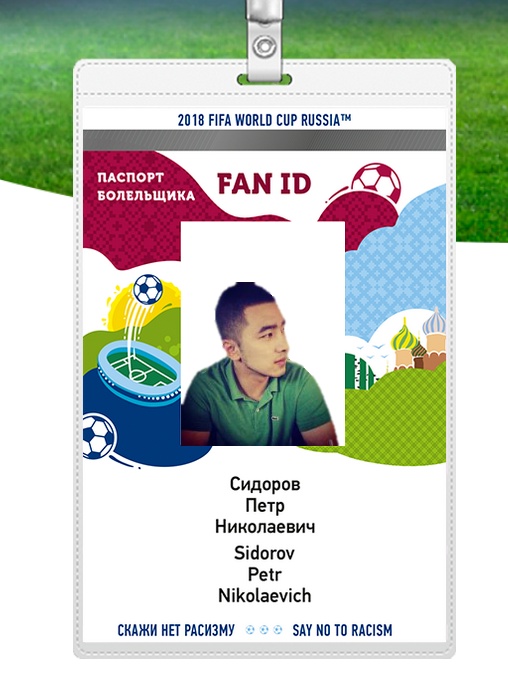 2018 FIFA WORLD CUP RUSSIA™
ПАСПОРТ
БОЛЕЛЬЩИКА
FAN ID
Сидоров
Петр
Николаевич
Sidorov
Petr
Nikolaevich
СКАЖИ НЕТ РАСИЗМУ SAY NO TO RACISM